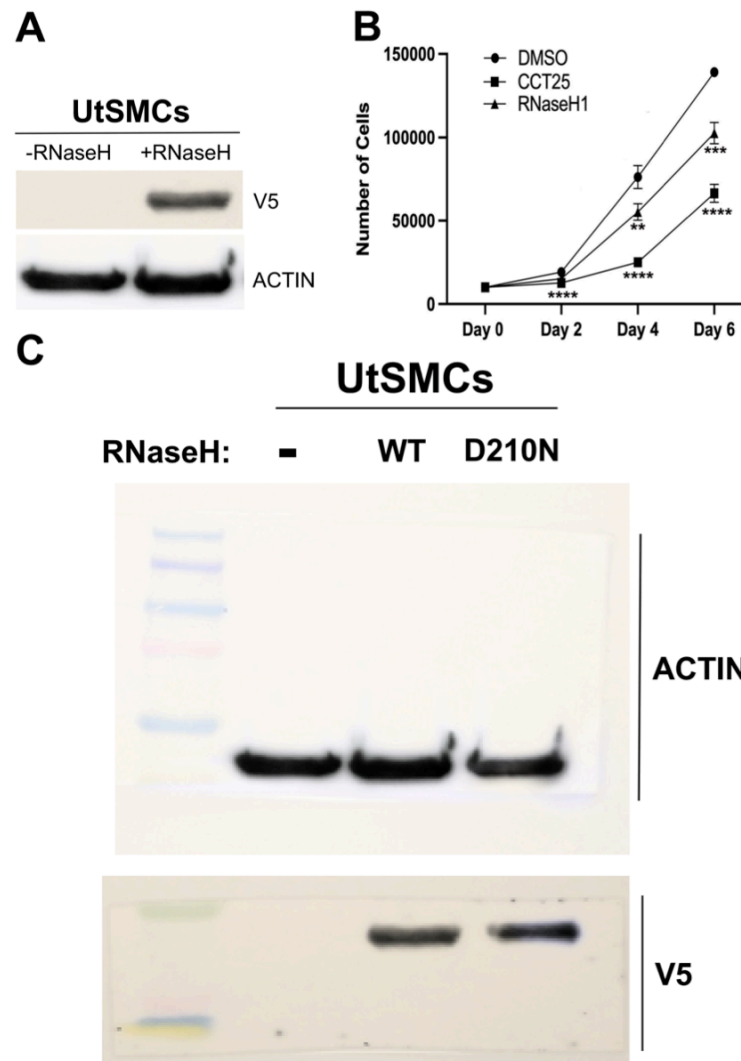 A
UtSMCs
-RNaseH +RNaseH
V5
ACTIN
B
150000
100000
50000
0
Number of Cells
DMSO
CCT25
RNaseH1
***
**
****
****
****
Day 0 Day 2 Day 4 Day 6
C
UtSMCs
RNaseH: - WT D210N
ACTIN
V5